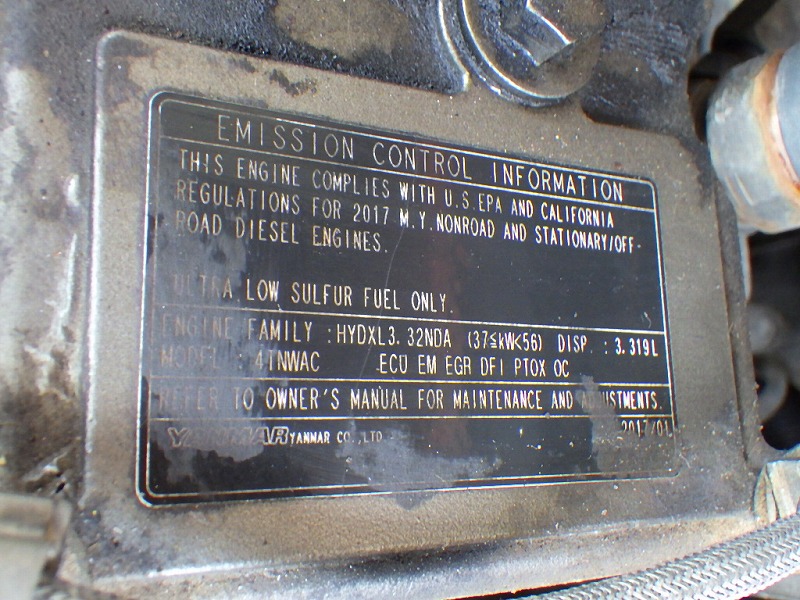 EMISSION CONTROL INFORMATION
THIS ENGINE COMPLIES WITH U.S.EPA AND CALIFORNIA
REGULATIONS FOR 2017 M.Y.NONROAD AND STATIONARY/OFF-
ROAD DIESEL ENGINES.
ULTRA LOW SULFUR FUEL ONLY.
ENGINE FAMILY : HYDXL3.32NDA (37≦kW<56) DISP. : 3.319L
MODEL : 4TNWAC ECU EM EGR DFI PTOX OC
REFER TO OWNER'S MANUAL FOR MAINTENANCE AND ADJUSTMENTS.
2017/01
YANMAR YANMAR CO.,LTD